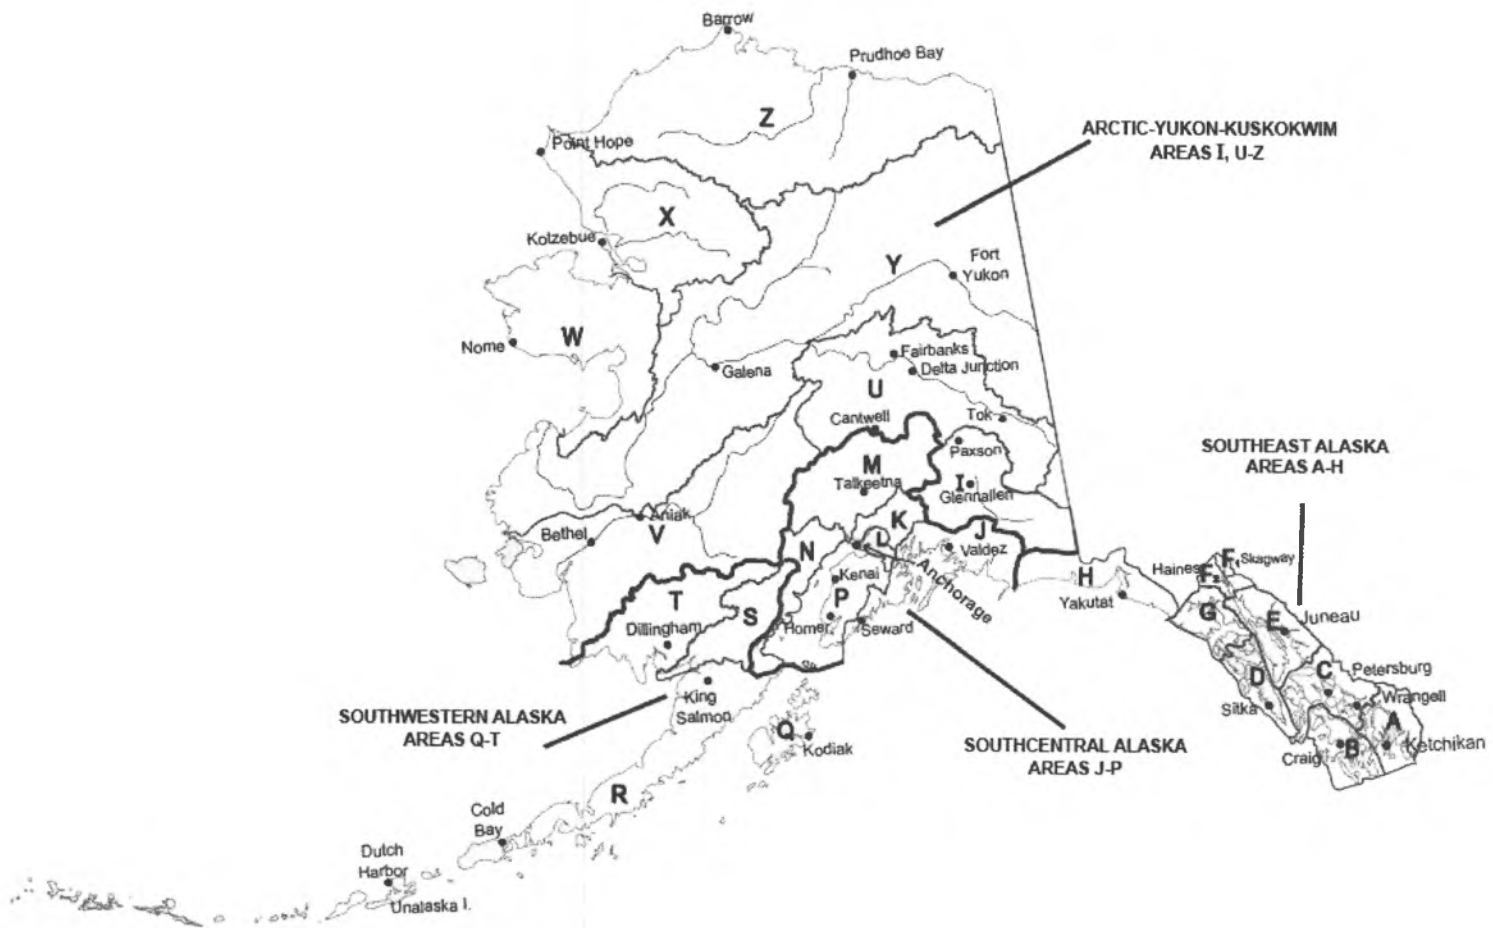 Barrow
Prudhoe Bay
Z
ARCTIC-YUKON-KUSKOKWIM
AREAS I, U-Z
Point Hope
X
Kotzebue
Y
Fort
Yukon
W
Nome
Fairbanks
Galena
Delta Junction
U
Cantwell
Tok
Paxson
SOUTHEAST ALASKA
AREAS A-H
M
Talkeetna
I
Glennallen
Aniak
Bethel
V
K
L
J
Valdez
N
Kenai
Anchorage
H
Yakutat
Haines
F1
Skagway
F2
T
S
P
G
E
Juneau
Dillingham
Homer
Seward
C
Petersburg
D
King
Salmon
Sitka
Wrangell
A
SOUTHWESTERN ALASKA
AREAS Q-T
Q
Kodiak
SOUTHCENTRAL ALASKA
AREAS J-P
Craig
B
Ketchikan
R
Cold
Bay
Dutch
Harbor
Unalaska I.